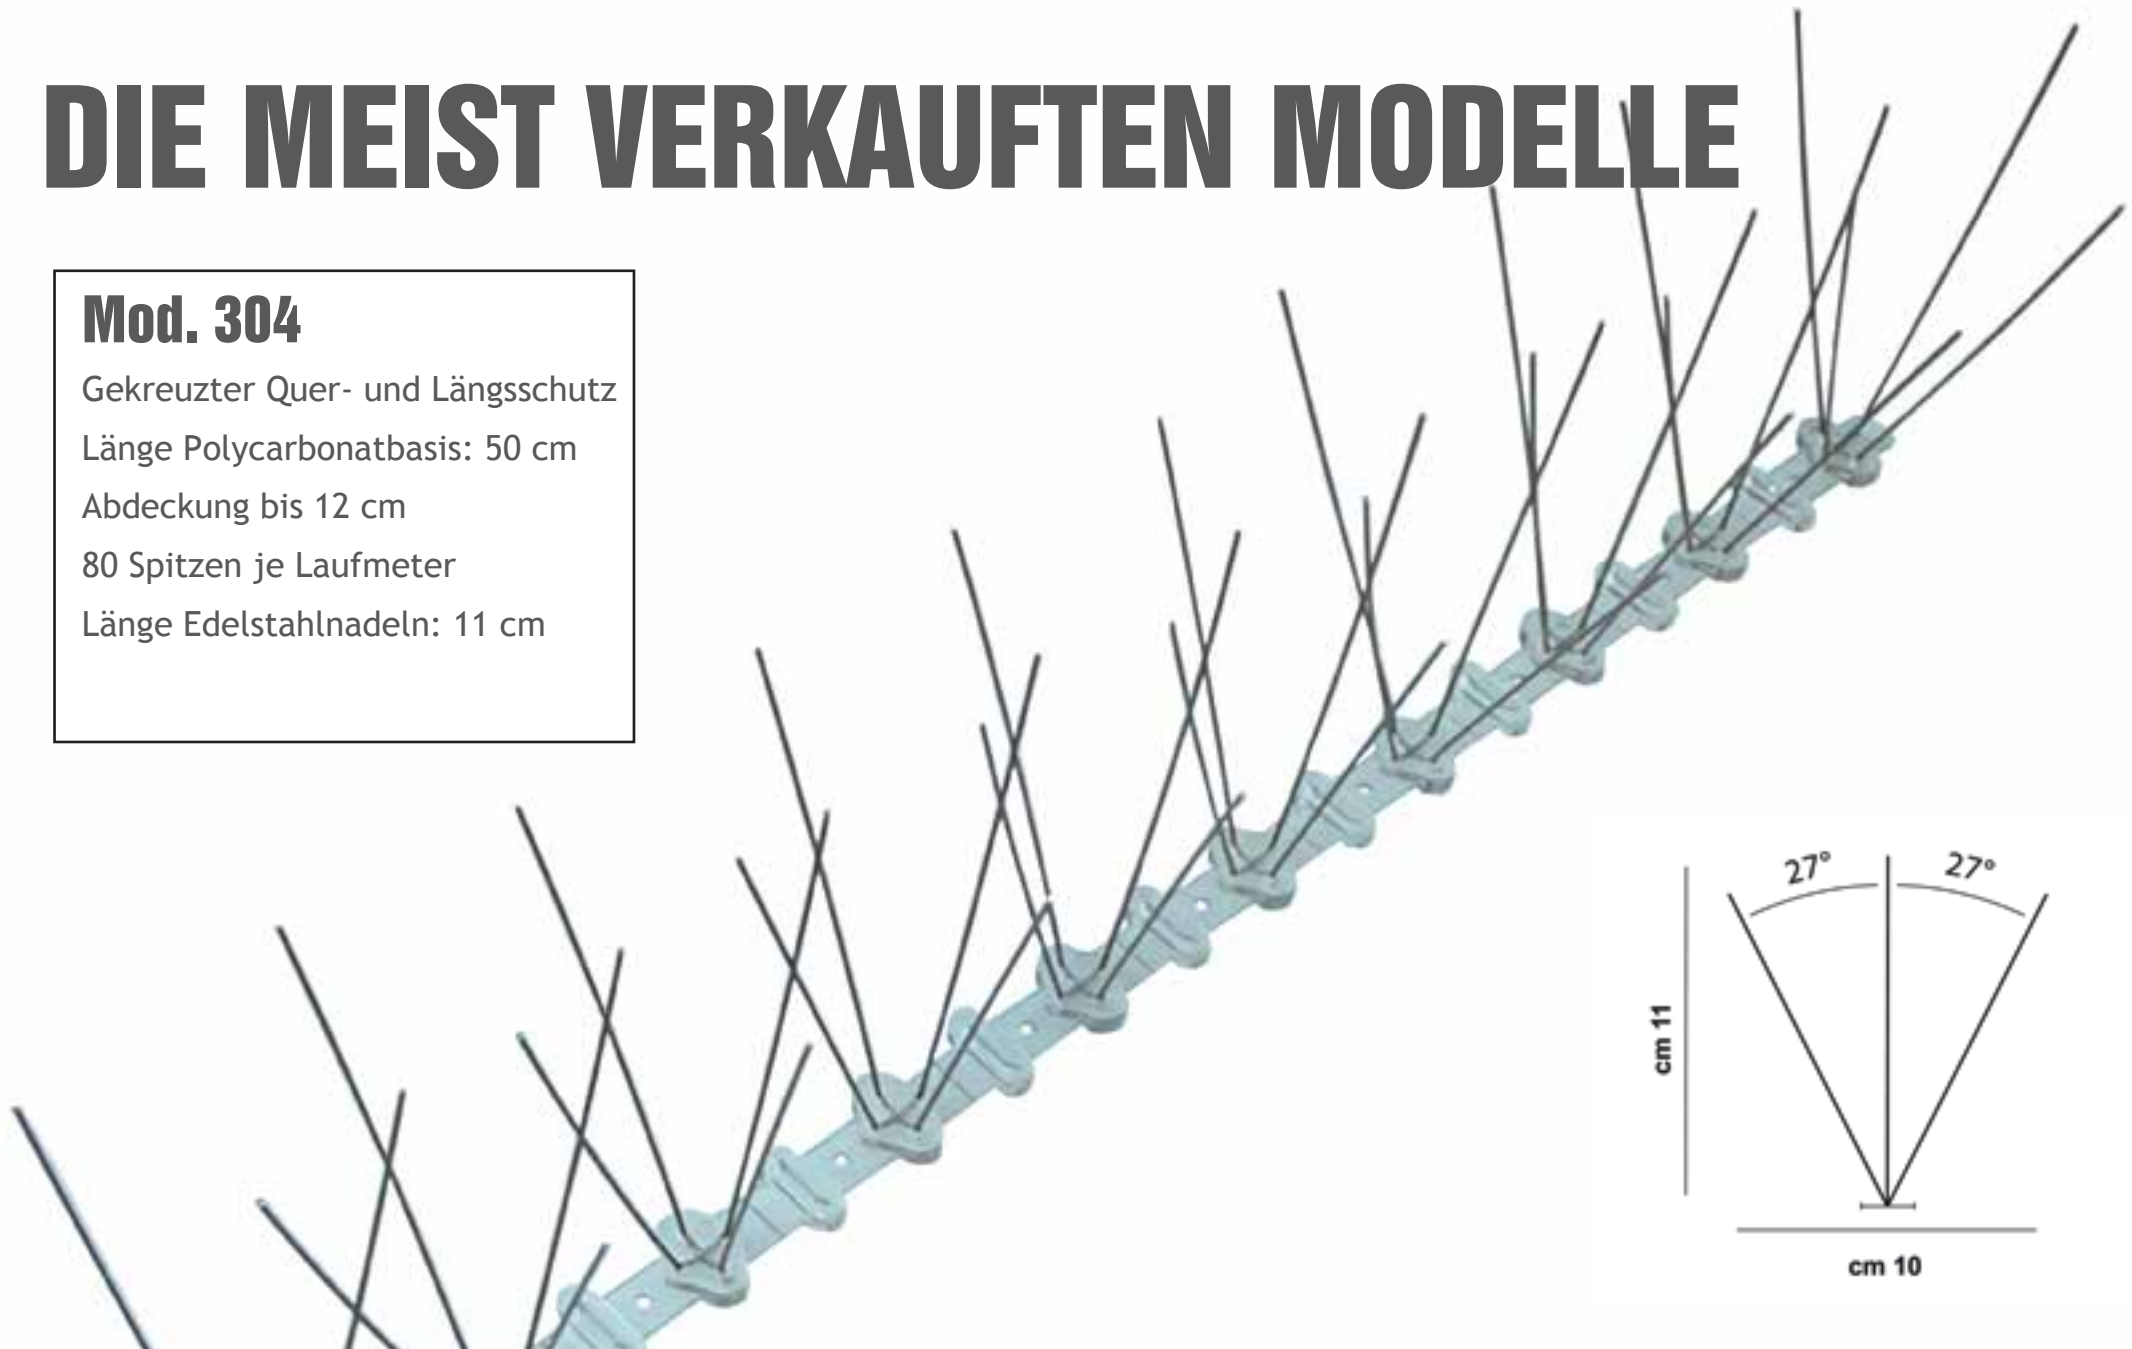 DIE MEIST VERKAUFTEN MODELLE
Mod. 304
Gekreuzter Quer- und Längsschutz
Länge Polycarbonatbasis: 50 cm
Abdeckung bis 12 cm
80 Spitzen je Laufmeter
Länge Edelstahlnadeln: 11 cm
27° 27°
cm 11
cm 10